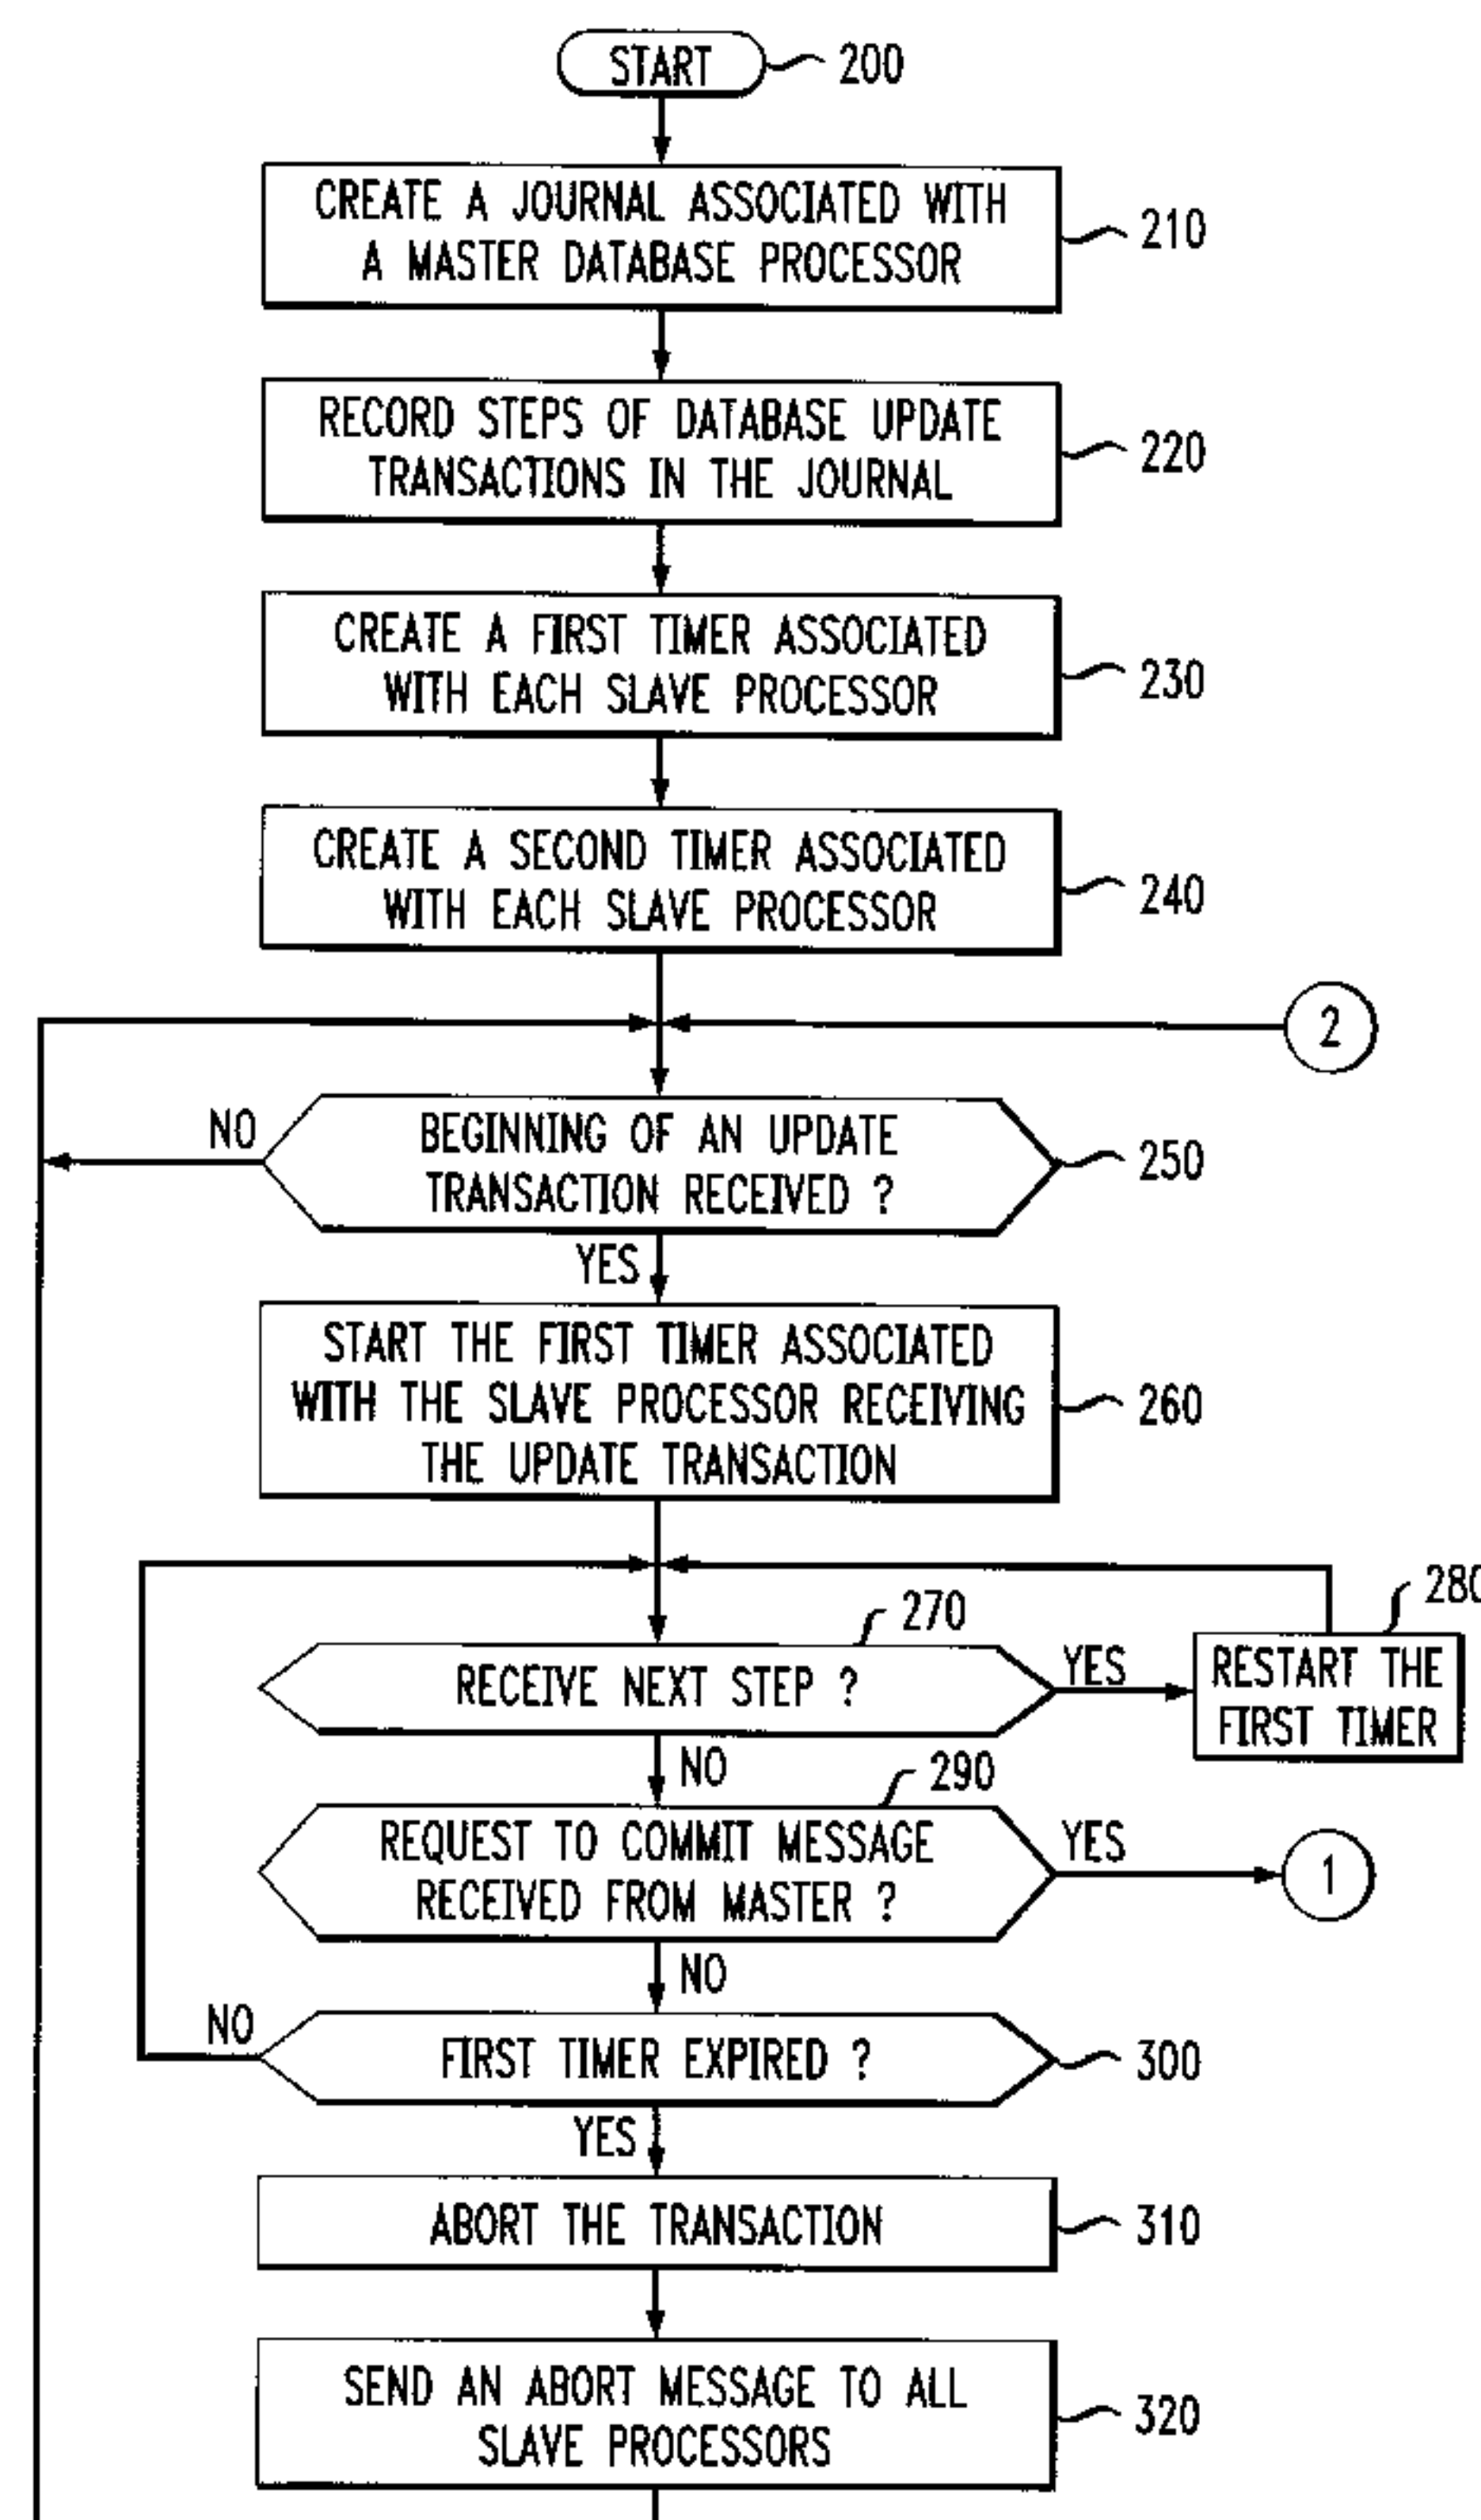 START
200
CREATE A JOURNAL ASSOCIATED WITH
A MASTER DATABASE PROCESSOR
210
RECORD STEPS OF DATABASE UPDATE
TRANSACTIONS IN THE JOURNAL
220
CREATE A FIRST TIMER ASSOCIATED
WITH EACH SLAVE PROCESSOR
230
CREATE A SECOND TIMER ASSOCIATED
WITH EACH SLAVE PROCESSOR
240
2
NO
BEGINNING OF AN UPDATE
TRANSACTION RECEIVED ?
250
YES
START THE FIRST TIMER ASSOCIATED
WITH THE SLAVE PROCESSOR RECEIVING
THE UPDATE TRANSACTION
260
270
280
RECEIVE NEXT STEP ?
YES
RESTART THE
FIRST TIMER
NO
290
REQUEST TO COMMIT MESSAGE
RECEIVED FROM MASTER ?
YES
1
NO
NO
FIRST TIMER EXPIRED ?
300
YES
ABORT THE TRANSACTION
310
SEND AN ABORT MESSAGE TO ALL
SLAVE PROCESSORS
320